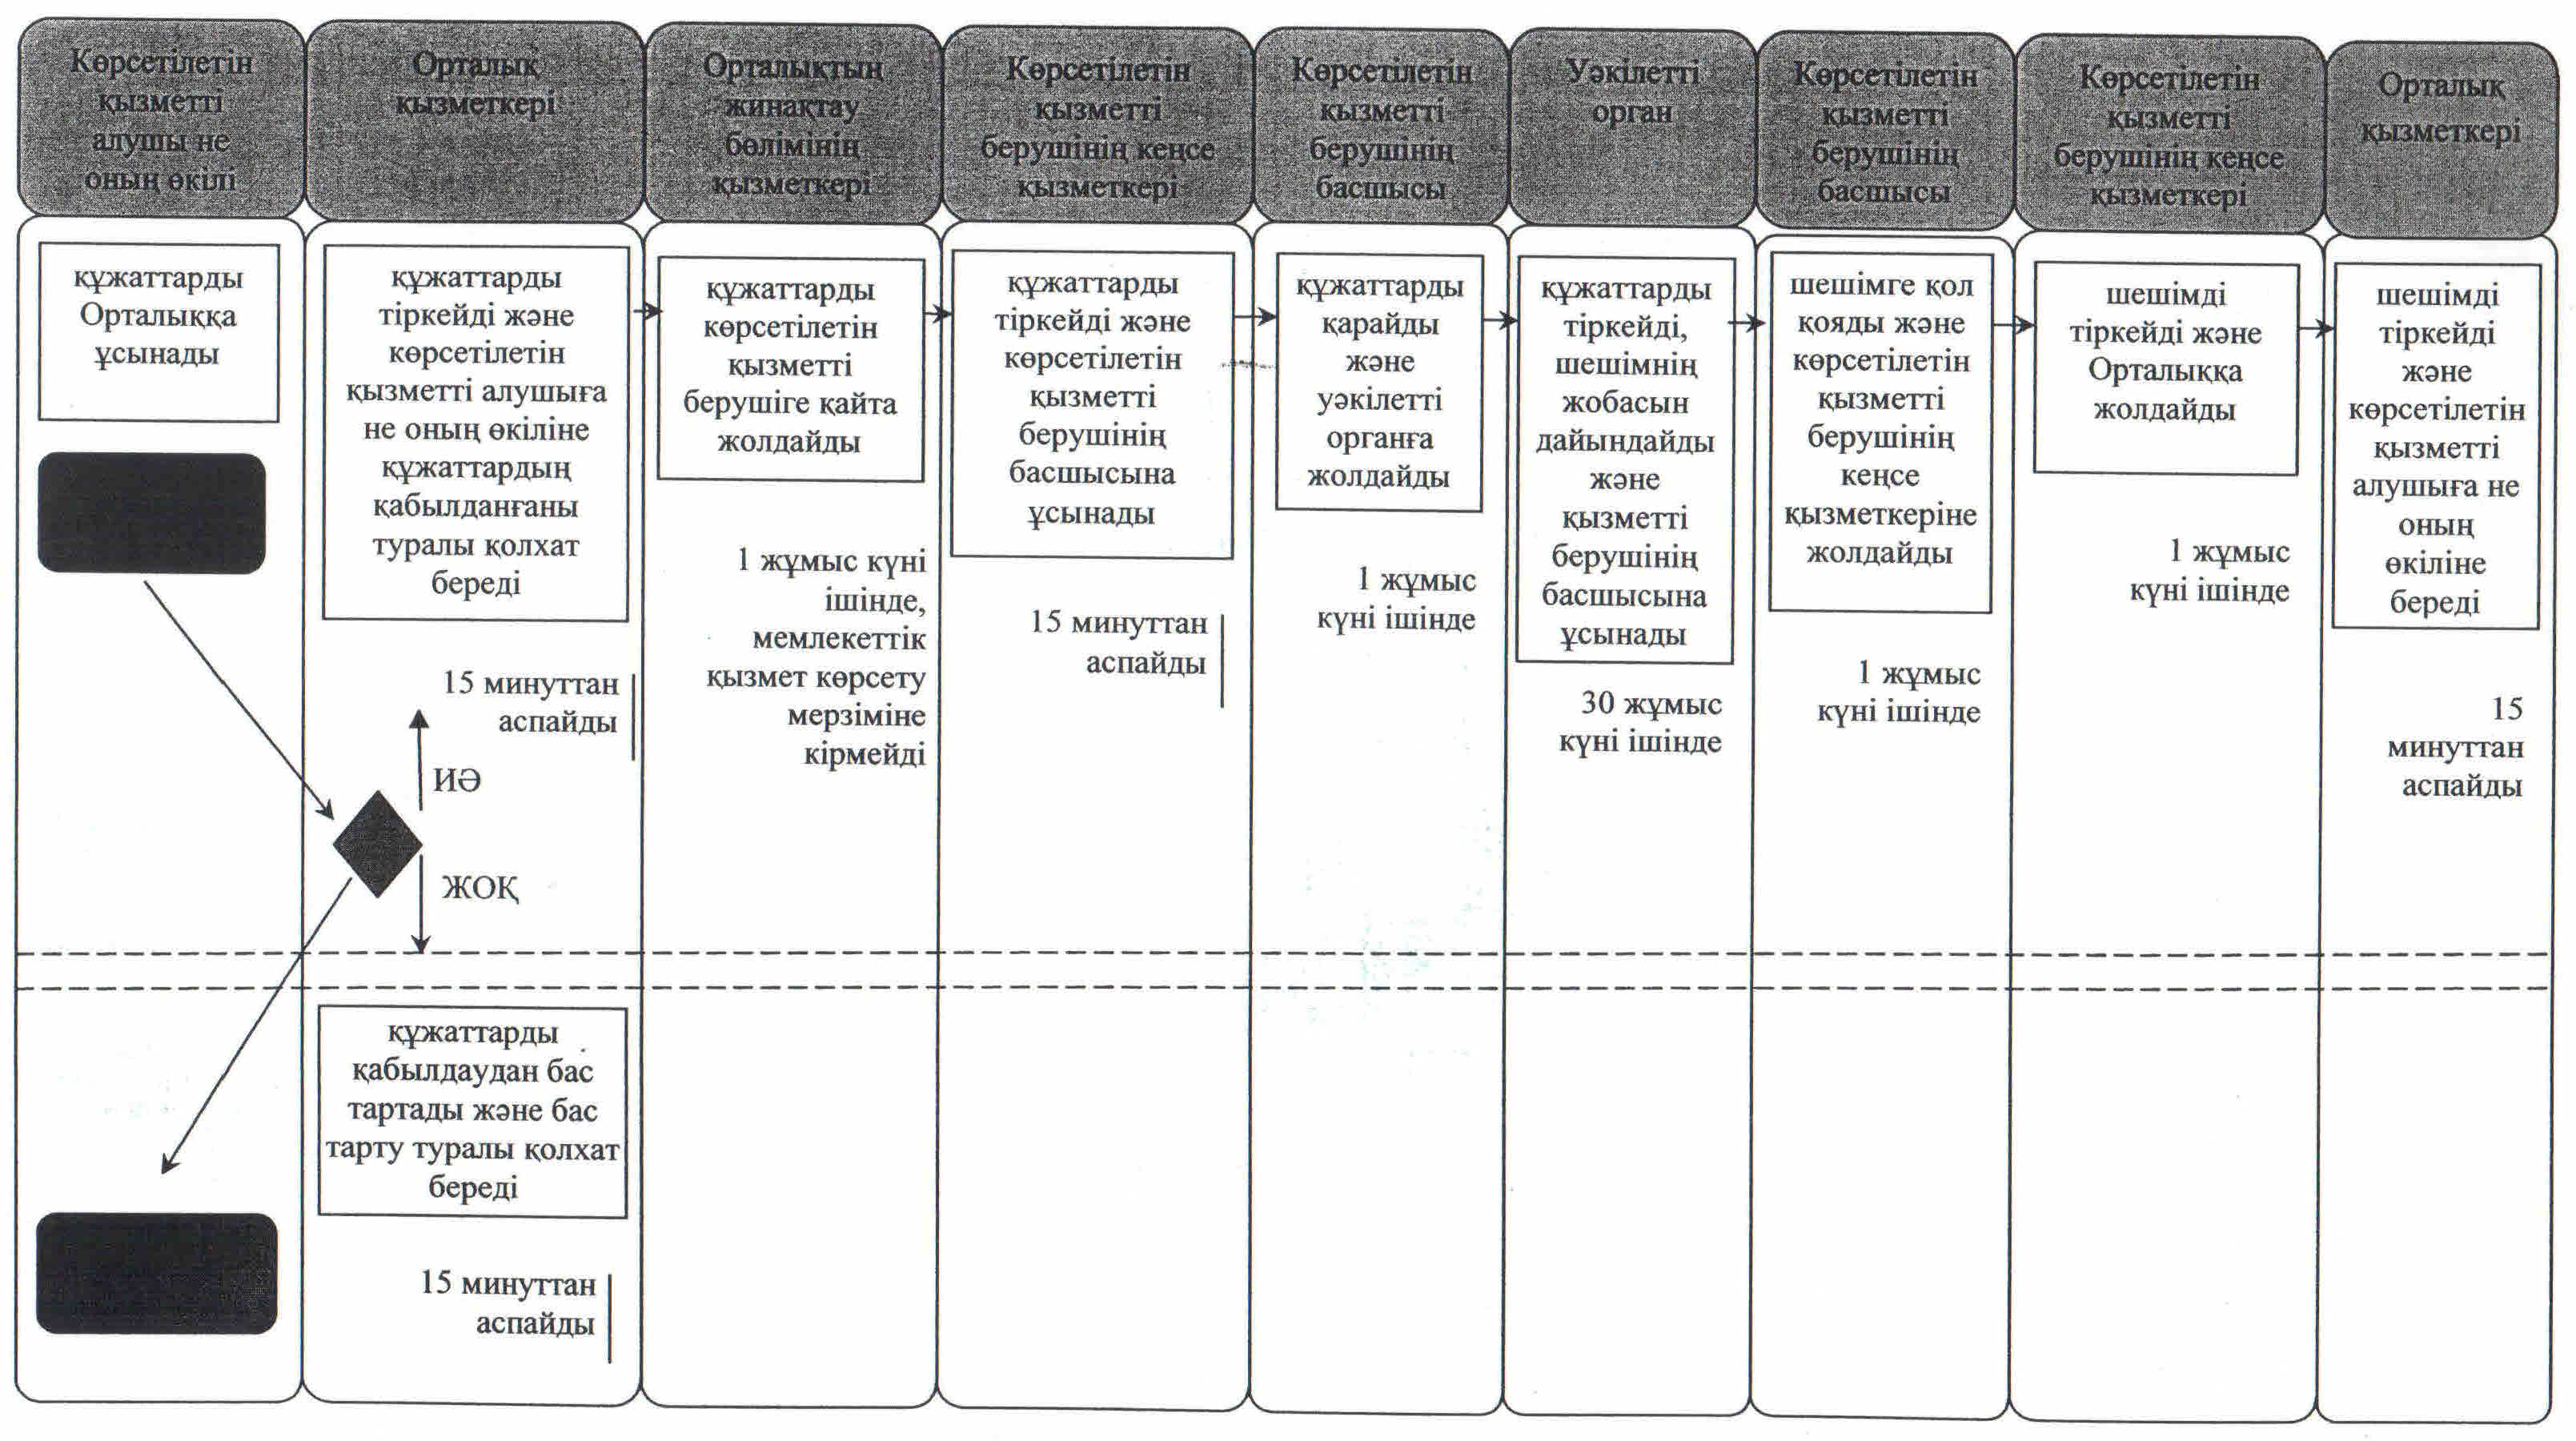 Көрсетілетін
қызметті
алушы не
оның өкілі
Орталық
қызметкері
Орталықтың
жинақтау
бөлімінің
қызметкері
Көрсетілетін
қызметті
берушінің кеңсе
қызметкері
Көрсетілетін
қызметті
берушінің
басшысы
Уәкілетті
орган
Көрсетілетін
қызметті
берушінің
басшысы
Көрсетілетін
қызметті
берушінің кеңсе
қызметкері
Орталық
қызметкері
құжаттарды
Орталыққа
ұсынады
құжаттарды
тіркейді және
көрсетілетін
қызметті алушыға
не оның өкіліне
құжаттардың
қабылданғаны
туралы қолхат
береді
15 минуттан
аспайды
ИӘ
ЖОҚ
құжаттарды
қабылдаудан бас
тартады және бас
тарту туралы қолхат
береді
15 минуттан
аспайды
құжаттарды
көрсетілетін
қызметті
берушіге қайта
жолдайды
1 жұмыс күні
ішінде,
мемлекеттік
қызмет көрсету
мерзіміне
кірмейді
құжаттарды
тіркейді және
көрсетілетін
қызметті
берушінің
басшысына
ұсынады
15 минуттан
аспайды
құжаттарды
қарайды
және
уәкілетті
органға
жолдайды
1 жұмыс
күні ішінде
құжаттарды
тіркейді,
шешімнің
жобасын
дайындайды
және
қызметті
берушінің
басшысына
ұсынады
30 жұмыс
күні ішінде
шешімге қол
қояды және
көрсетілетін
қызметті
берушінің
кеңсе
қызметкеріне
жолдайды
1 жұмыс
күні ішінде
шешімді
тіркейді және
Орталыққа
жолдайды
1 жұмыс
күні ішінде
шешімді
тіркейді
және
көрсетілетін
қызметті
алушыға не
оның
өкіліне
береді
15
минуттан
аспайды